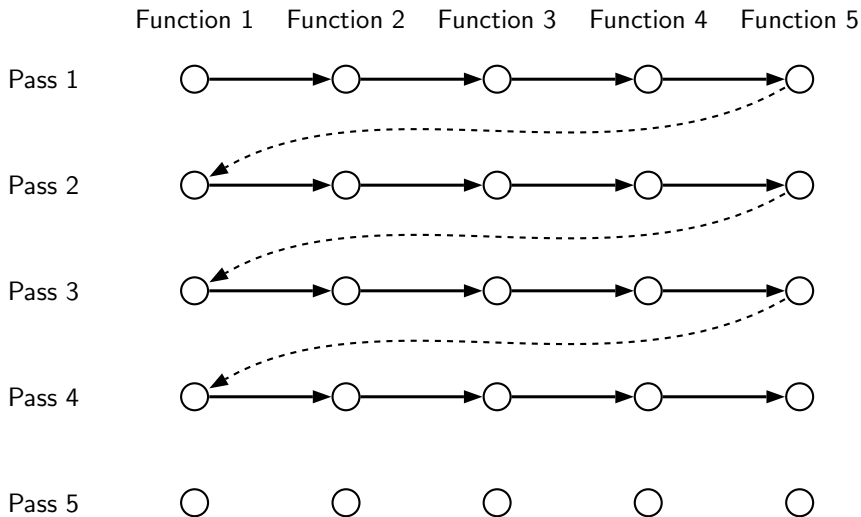 Function 1 Function 2 Function 3 Function 4 Function 5
Pass 1
Pass 2
Pass 3
Pass 4
Pass 5